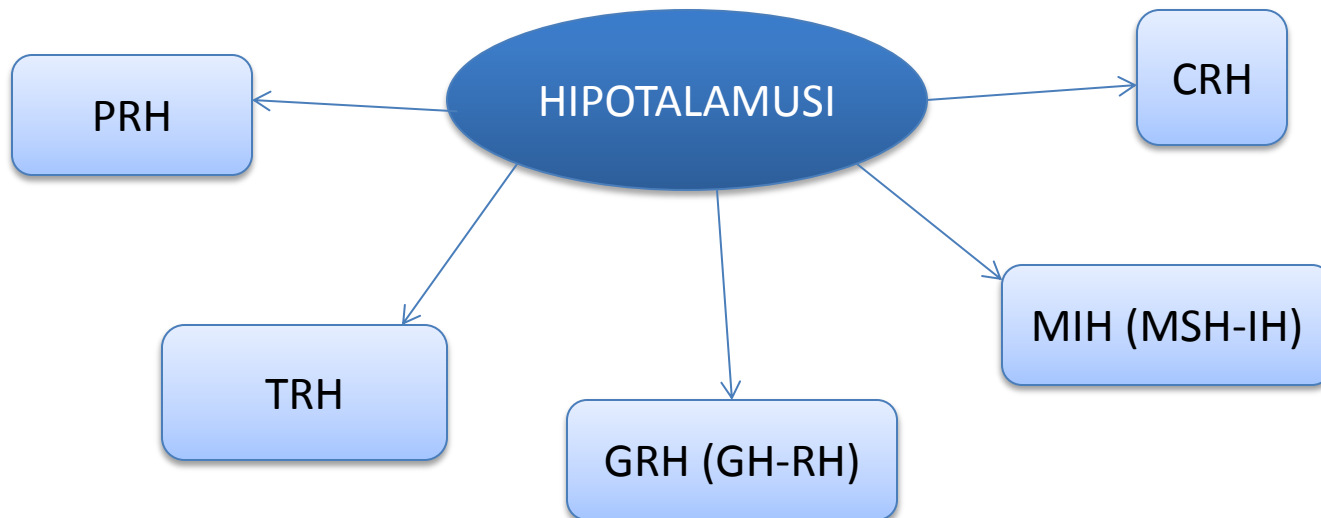 HIPOTALAMUSI
PRH
CRH
TRH
GRH (GH-RH)
MIH (MSH-IH)